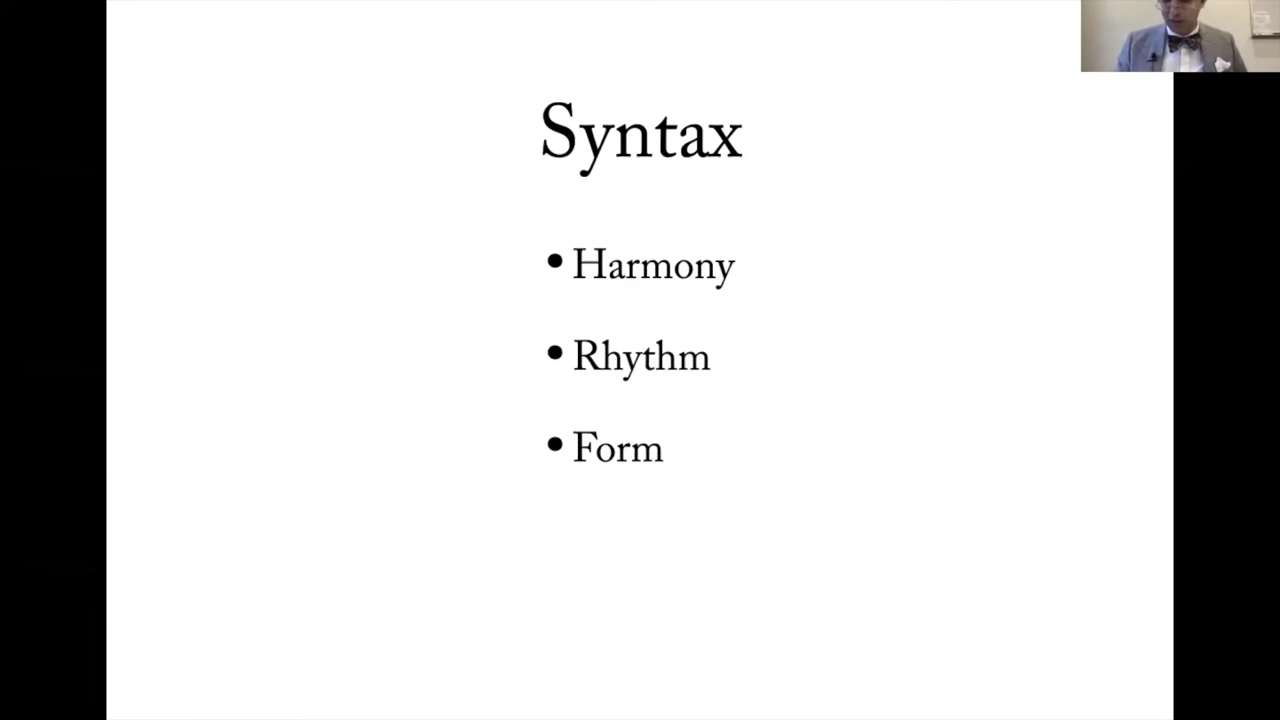 Syntax
• Harmony
• Rhythm
• Form